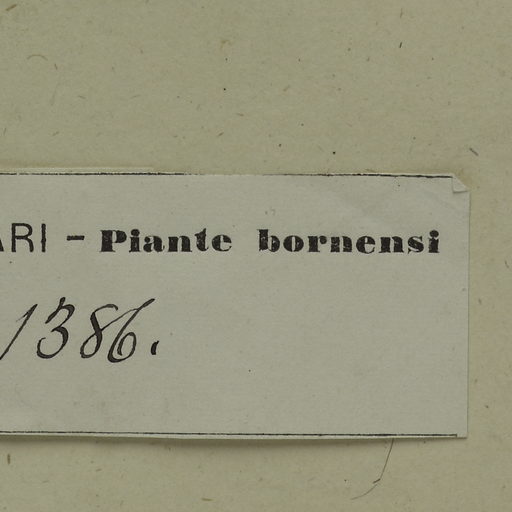 ARI - Piante bornensi
1386.